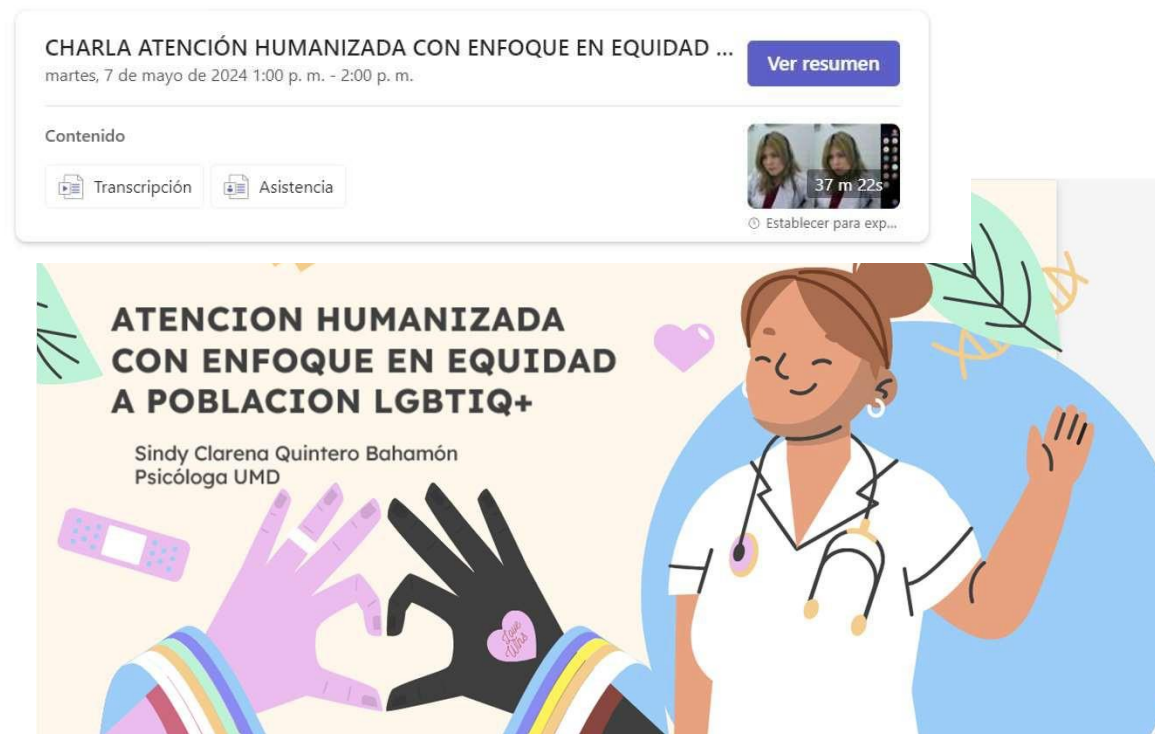 CHARLA ATENCIÓN HUMANIZADA CON ENFOQUE EN EQUIDAD ...
Ver resumen
martes, 7 de mayo de 2024 1:00 p. m. - 2:00 p. m.
Contenido
Transcripción
Asistencia
37 m 22s
Establecer para exp...
ATENCION HUMANIZADA
CON ENFOQUE EN EQUIDAD
A POBLACION LGBTIQ+
Sindy Clarena Quintero Bahamón
Psicóloga UMD
Love
Wins